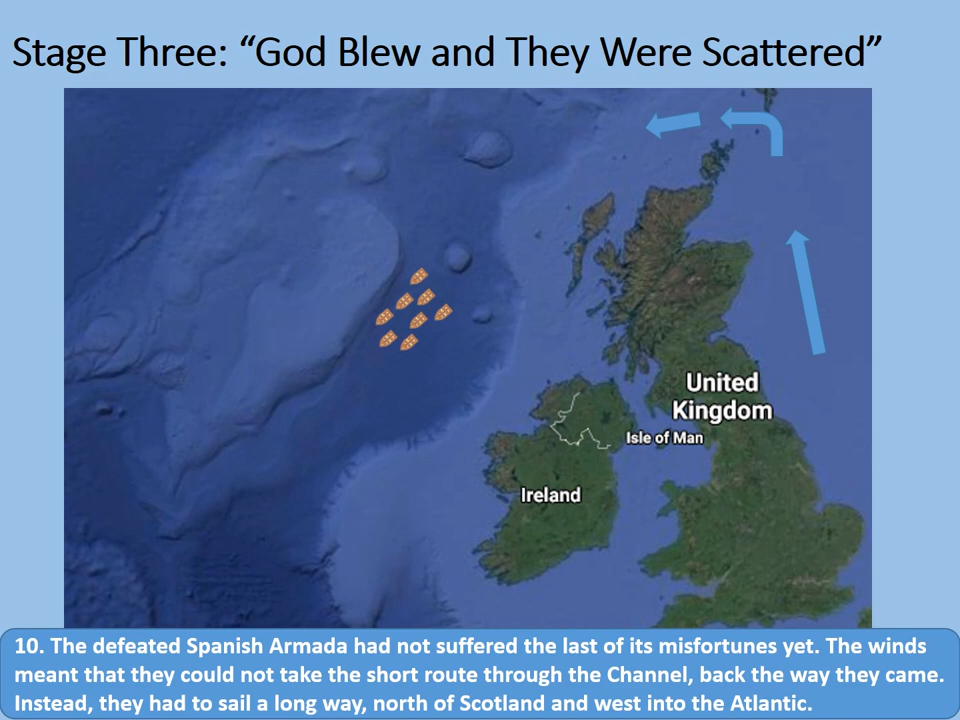 Stage Three: “God Blew and They Were Scattered”
United
Kingdom
Isle of Man
Ireland
10. The defeated Spanish Armada had not suffered the last of its misfortunes yet. The winds
meant that they could not take the short route through the Channel, back the way they came.
Instead, they had to sail a long way, north of Scotland and west into the Atlantic.